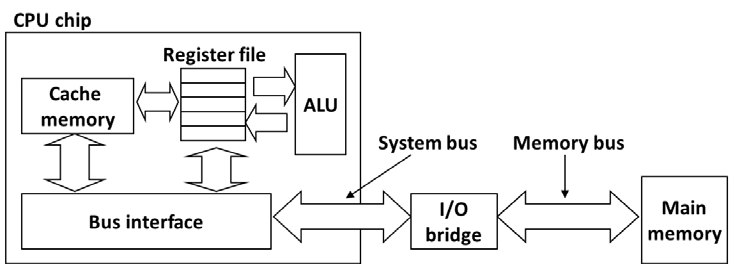 CPU chip
Register file
Cache
memory
ALU
System bus
Memory bus
Bus interface
I/O
bridge
Main
memory